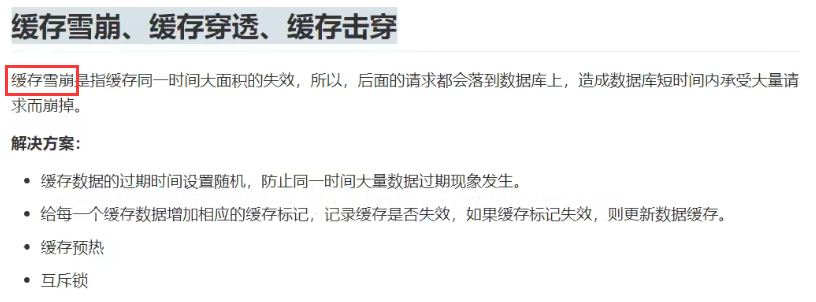 缓存雪崩、缓存穿透、缓存击穿
缓存雪崩是指缓存同一时间大面积的失效，所以，后面的请求都会落到数据库上，造成数据库短时间内承受大量请
求而崩掉。
解决方案：
• 缓存数据的过期时间设置随机，防止同一时间大量数据过期现象发生。
• 给每一个缓存数据增加相应的缓存标记，记录缓存是否失效，如果缓存标记失效，则更新数据缓存。
• 缓存预热
• 互斥锁